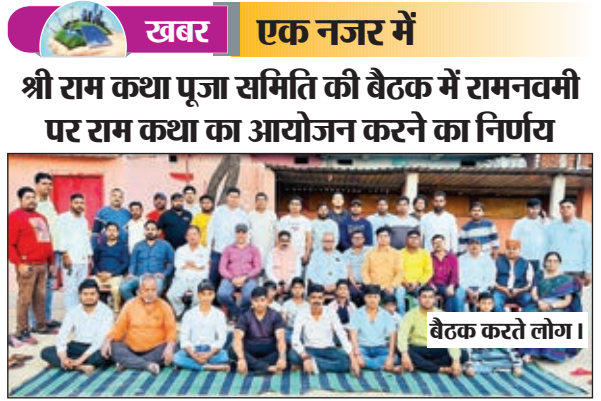 खबर
एक नजर में
श्री राम कथा पूजा समिति की बैठक में रामनवमी
पर राम कथा का आयोजन करने का निर्णय
बैठक करते लोग।